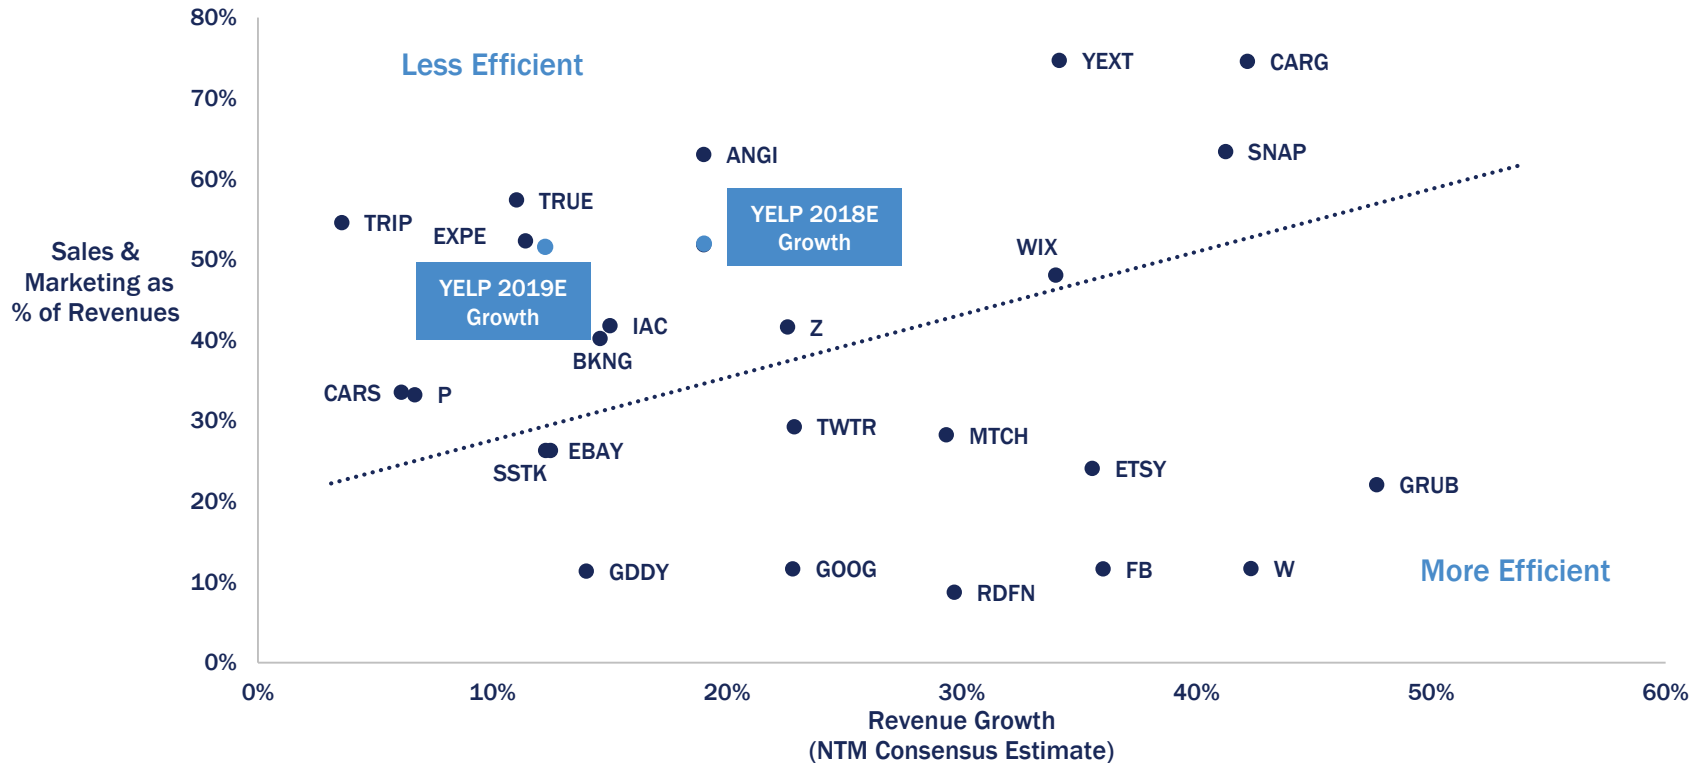 80%
Less Efficient
YEXT
CARG
70%
ANGI
SNAP
60%
TRUE
YELP 2018E
Growth
TRIP
EXPE
Sales &
Marketing as
% of Revenues
50%
WIX
YELP 2019E
Growth
IAC
Z
40%
BKNG
CARS
P
30%
TWTR
MTCH
EBAY
SSTK
ETSY
GRUB
20%
GDDY
GOOG
FB
W
More Efficient
10%
RDFN
0%
0%
10%
20%
30%
40%
50%
60%
Revenue Growth
(NTM Consensus Estimate)